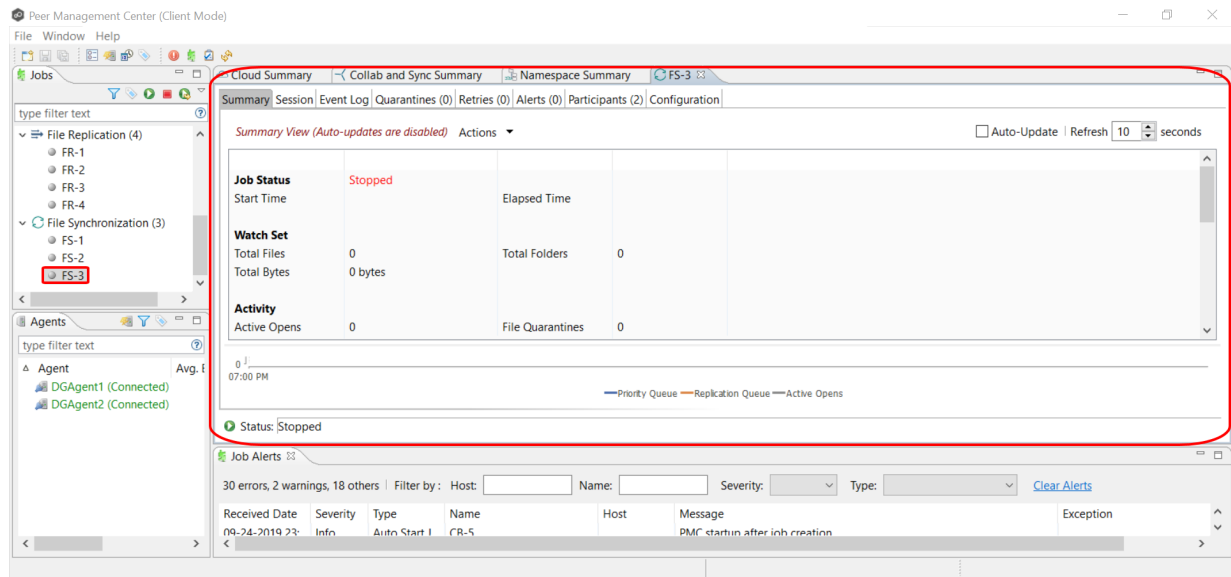 Peer Management Center (Client Mode)
File Window Help
Jobs
type filter text
File Replication (4)
FR-1
FR-2
FR-3
FR-4
File Synchronization (3)
FS-1
FS-2
FS-3
Agents
type filter text
Agent Avg. B
DGAgent1 (Connected)
DGAgent2 (Connected)
Cloud Summary Collab and Sync Summary Namespace Summary FS-3
Summary Session Event Log Quarantines (0) Retries (0) Alerts (0) Participants (2) Configuration
Summary View (Auto-updates are disabled) Actions Auto-Update Refresh 10 seconds
Job Status Stopped
Start Time Elapsed Time
Watch Set
Total Files 0 Total Folders 0
Total Bytes 0 bytes
Activity
Active Opens 0 File Quarantines 0
0
07:00 PM
Priority Queue Replication Queue Active Opens
Status: Stopped
Job Alerts
30 errors, 2 warnings, 18 others Filter by : Host: Name: Severity: Type: Clear Alerts
Received Date Severity Type Name Host Message Exception
09-24-2019 23: Info Auto Start J CB-5 PMC startup after job creation